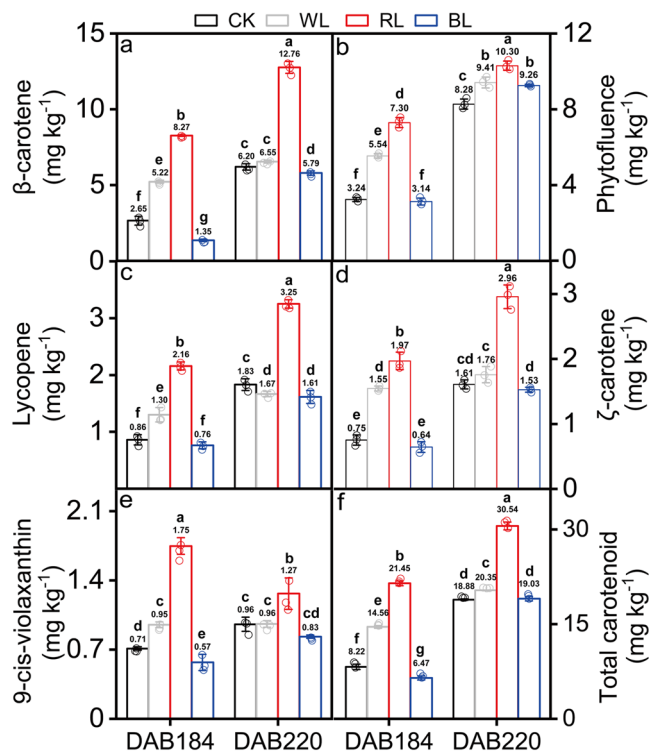 CK WL RL BL
15
10
5
0
β-carotene
(mg kg⁻¹)
a
f
2.65
e
5.22
b
8.27
g
1.35
c
6.20
c
6.55
a
12.76
d
5.79
b
f
3.24
e
5.54
d
7.30
f
3.14
c
8.28
b
9.41
a
10.30
b
9.26
12
8
4
0
Phytofluence
(mg kg⁻¹)
3
2
1
Lycopene
(mg kg⁻¹)
c
f
0.86
e
1.30
b
2.16
f
0.76
c
1.83
d
1.67
a
3.25
d
1.61
d
e
0.75
d
1.55
b
1.97
e
0.64
cd
1.61
c
1.76
a
2.96
d
1.53
3
2
1
0
ζ-carotene
(mg kg⁻¹)
2.1
1.4
0.7
0
9-cis-violaxanthin
(mg kg⁻¹)
e
d
0.71
c
0.95
a
1.75
e
0.57
c
0.96
c
0.96
b
1.27
cd
0.83
f
f
8.22
e
14.56
b
21.45
g
6.47
d
18.88
c
20.35
a
30.54
d
19.03
30
15
0
Total carotenoid
(mg kg⁻¹)
DAB184 DAB220 DAB184 DAB220